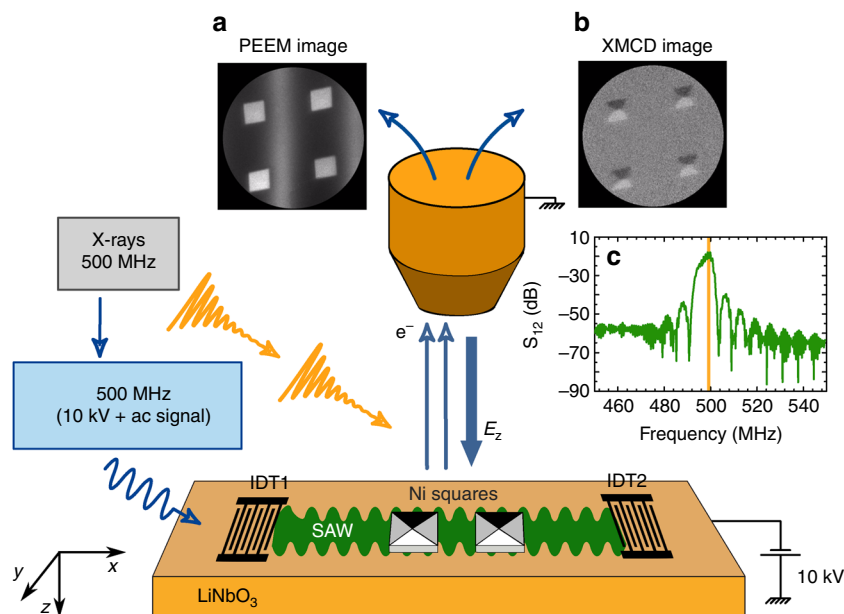 a
PEEM image
b
XMCD image
X-rays
500 MHz
500 MHz
(10 kV + ac signal)
e−
Ez
c
10
−30
−50
−70
−90
S12 (dB)
460 480 500 520 540
Frequency (MHz)
IDT1
Ni squares
IDT2
SAW
LiNbO3
10 kV
x
y
z